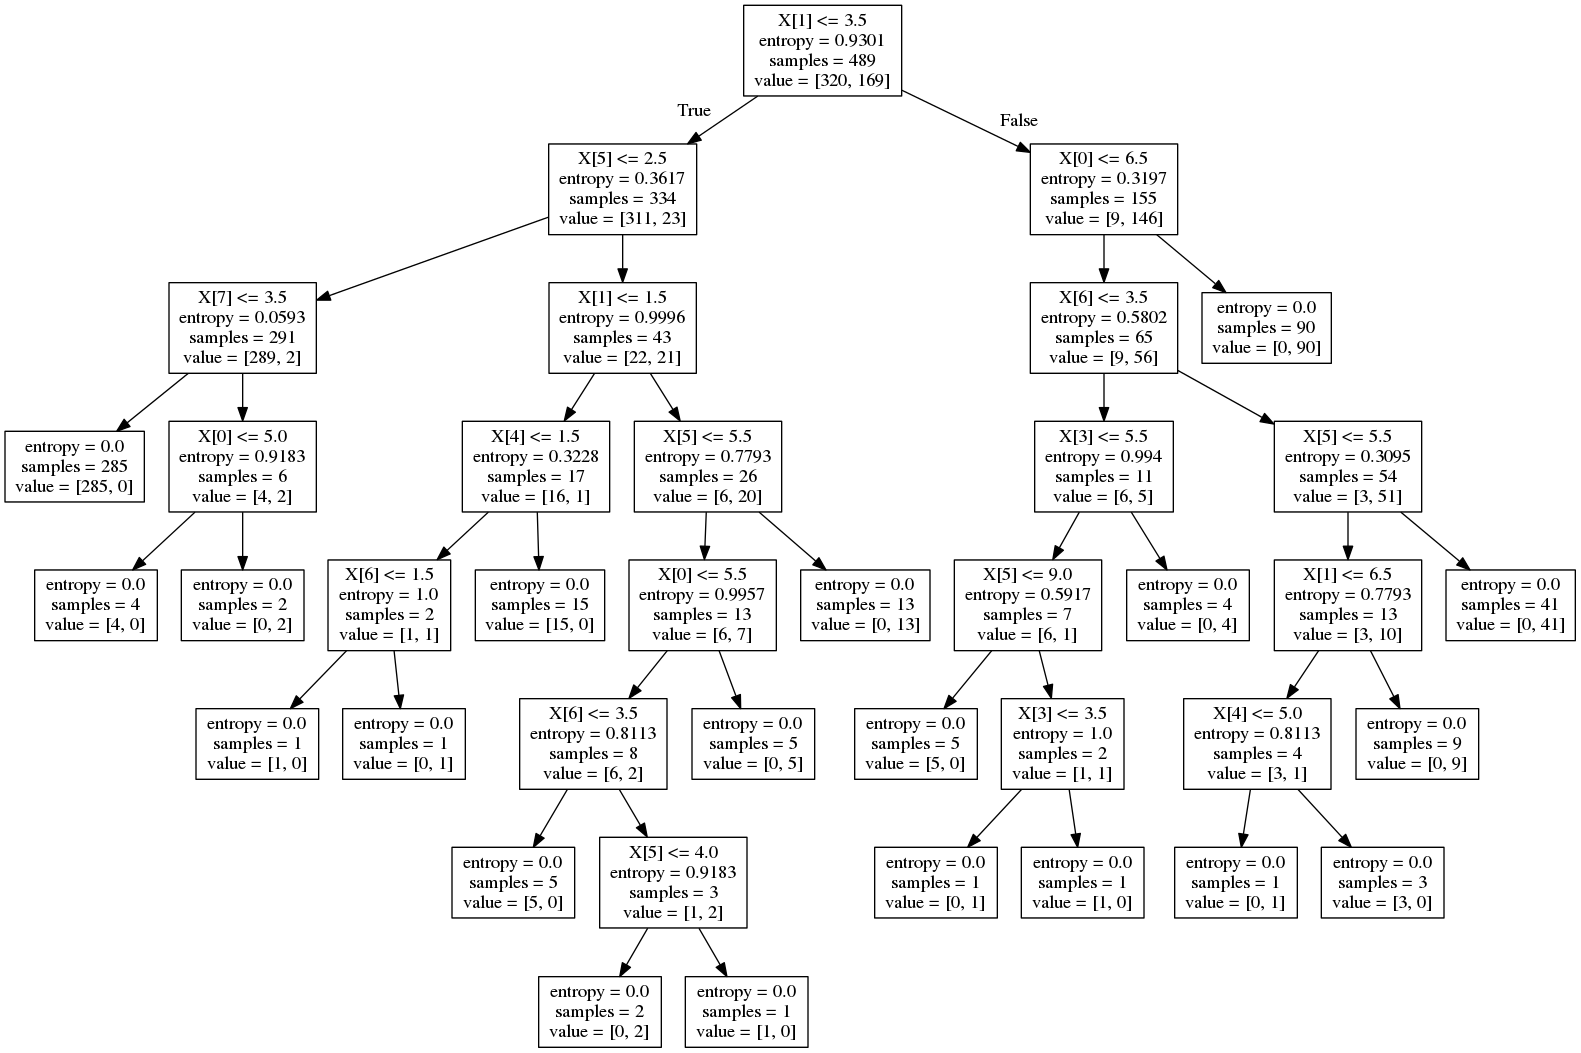 X[1] <= 3.5
entropy = 0.9301
samples = 489
value = [320, 169]
True
False
X[5] <= 2.5
entropy = 0.3617
samples = 334
value = [311, 23]
X[0] <= 6.5
entropy = 0.3197
samples = 155
value = [9, 146]
X[7] <= 3.5
entropy = 0.0593
samples = 291
value = [289, 2]
X[1] <= 1.5
entropy = 0.9996
samples = 43
value = [22, 21]
X[6] <= 3.5
entropy = 0.5802
samples = 65
value = [9, 56]
entropy = 0.0
samples = 90
value = [0, 90]
entropy = 0.0
samples = 285
value = [285, 0]
X[0] <= 5.0
entropy = 0.9183
samples = 6
value = [4, 2]
X[4] <= 1.5
entropy = 0.3228
samples = 17
value = [16, 1]
X[5] <= 5.5
entropy = 0.7793
samples = 26
value = [6, 20]
X[3] <= 5.5
entropy = 0.994
samples = 11
value = [6, 5]
X[5] <= 5.5
entropy = 0.3095
samples = 54
value = [3, 51]
entropy = 0.0
samples = 4
value = [4, 0]
entropy = 0.0
samples = 2
value = [0, 2]
X[6] <= 1.5
entropy = 1.0
samples = 2
value = [1, 1]
entropy = 0.0
samples = 15
value = [15, 0]
X[0] <= 5.5
entropy = 0.9957
samples = 13
value = [6, 7]
entropy = 0.0
samples = 13
value = [0, 13]
X[5] <= 9.0
entropy = 0.5917
samples = 7
value = [6, 1]
entropy = 0.0
samples = 4
value = [0, 4]
X[1] <= 6.5
entropy = 0.7793
samples = 13
value = [3, 10]
entropy = 0.0
samples = 41
value = [0, 41]
entropy = 0.0
samples = 1
value = [1, 0]
entropy = 0.0
samples = 1
value = [0, 1]
X[6] <= 3.5
entropy = 0.8113
samples = 8
value = [6, 2]
entropy = 0.0
samples = 5
value = [0, 5]
entropy = 0.0
samples = 5
value = [5, 0]
X[3] <= 3.5
entropy = 1.0
samples = 2
value = [1, 1]
X[4] <= 5.0
entropy = 0.8113
samples = 4
value = [3, 1]
entropy = 0.0
samples = 9
value = [0, 9]
entropy = 0.0
samples = 5
value = [5, 0]
X[5] <= 4.0
entropy = 0.9183
samples = 3
value = [1, 2]
entropy = 0.0
samples = 1
value = [0, 1]
entropy = 0.0
samples = 1
value = [1, 0]
entropy = 0.0
samples = 1
value = [0, 1]
entropy = 0.0
samples = 3
value = [3, 0]
entropy = 0.0
samples = 2
value = [0, 2]
entropy = 0.0
samples = 1
value = [1, 0]